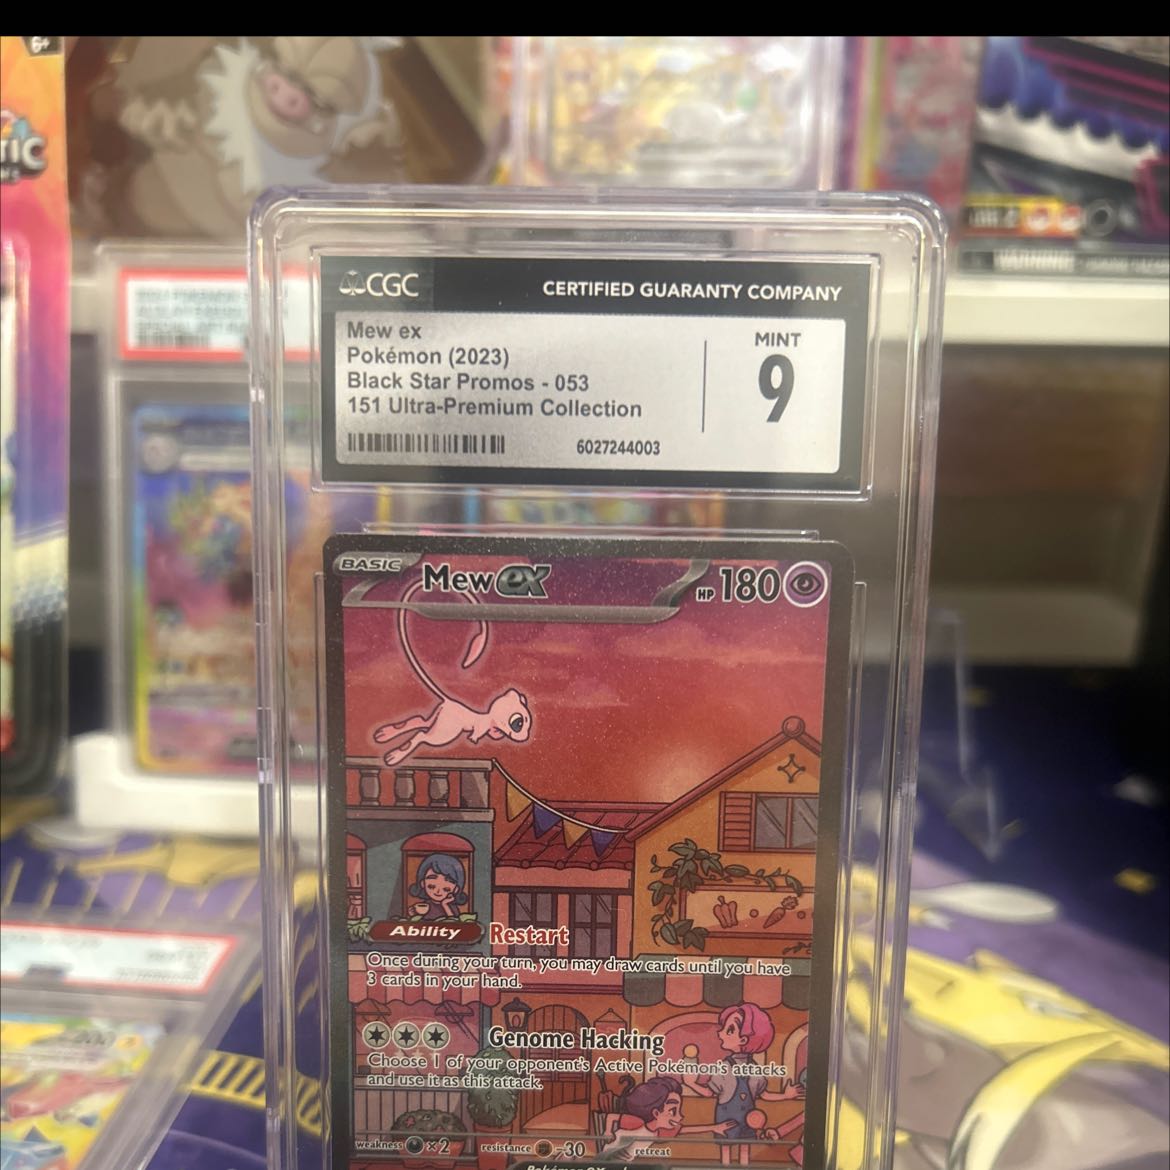 6+
TIC
CGC
CERTIFIED GUARANTY COMPANY
Mew ex
Pokémon (2023)
Black Star Promos - 053
151 Ultra-Premium Collection
MINT
9
6027244003
BASIC
Mew ex
HP 180
Ability Restart
Once during your turn, you may draw cards until you have
3 cards in your hand.
Genome Hacking
Choose 1 of your opponent's Active Pokémon's attacks
and use it as this attack.
weakness ×2 resistance -30 retreat
WARNING